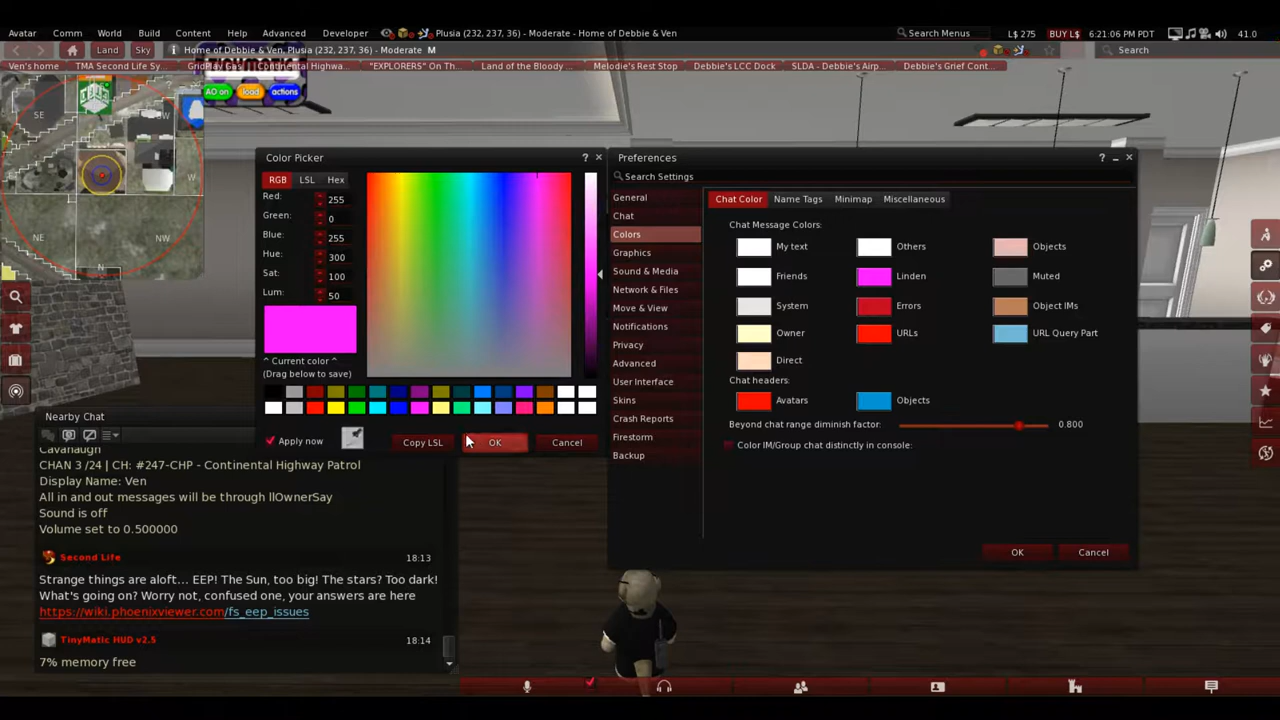 Avatar Comm World Build Content Help Advanced Developer Plusia (232, 237, 36) - Moderate - Home of Debbie & Ven Search Menus L$ 275 BUY L$ 6:21:06 PM PDT 41.0
Land Sky Home of Debbie & Ven, Plusia (232, 237, 36) - Moderate M Search
Ven's home TMA Second Life Sy... GridPlay Gas Continental Highwa... "EXPLORERS" On Th... Land of the Bloody ... Melodie's Rest Stop Debbie's LCC Dock SLDA - Debbie's Airp... Debbie's Grief Cont...
AO on load actions
SE
W
NE NW
N
Color Picker ?
RGB LSL Hex
Red: 255
Green: 0
Blue: 255
Hue: 300
Sat: 100
Lum: 50
^ Current color ^
(Drag below to save)
Apply now Copy LSL OK Cancel
Preferences ?
Search Settings
General
Chat
Colors
Graphics
Sound & Media
Network & Files
Move & View
Notifications
Privacy
Advanced
User Interface
Skins
Crash Reports
Firestorm
Backup
Chat Color Name Tags Minimap Miscellaneous
Chat Message Colors:
My text Others Objects
Friends Linden Muted
System Errors Object IMs
Owner URLs URL Query Part
Direct
Chat headers:
Avatars Objects
Beyond chat range diminish factor: 0.800
Color IM/Group chat distinctly in console:
OK Cancel
Nearby Chat
Cavanaugh
CHAN 3 /24 | CH: #247-CHP - Continental Highway Patrol
Display Name: Ven
All in and out messages will be through llOwnerSay
Sound is off
Volume set to 0.500000
Second Life 18:13
Strange things are aloft... EEP! The Sun, too big! The stars? Too dark!
What's going on? Worry not, confused one, your answers are here
https://wiki.phoenixviewer.com/fs_eep_issues
TinyMatic HUD v2.5 18:14
7% memory free